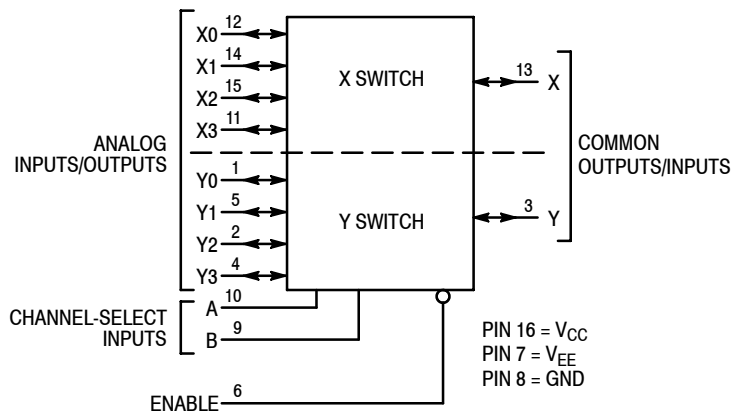 X0 12
X1 14
X2 15
X3 11
X SWITCH
13 X
ANALOG
INPUTS/OUTPUTS
COMMON
OUTPUTS/INPUTS
Y0 1
Y1 5
Y2 2
Y3 4
Y SWITCH
3 Y
CHANNEL-SELECT
INPUTS
A 10
B 9
ENABLE 6
PIN 16 = VCC
PIN 7 = VEE
PIN 8 = GND